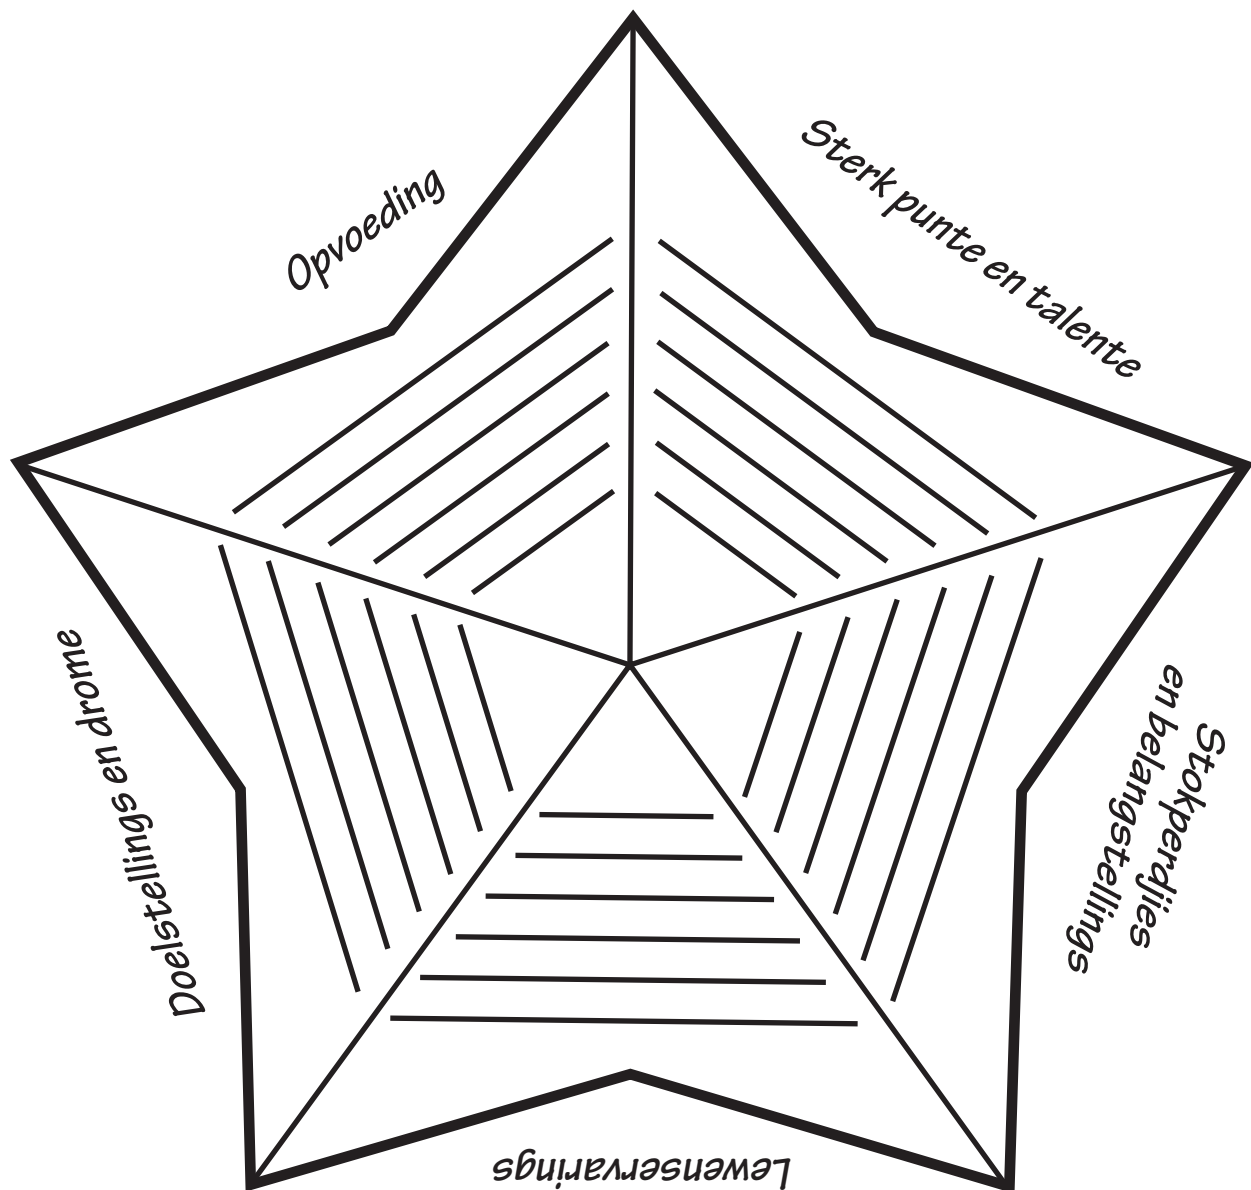 Opvoeding
Sterk punte en talente
Stokperdjies
en belangstellings
Lewenservarings
Doelstellings en drome